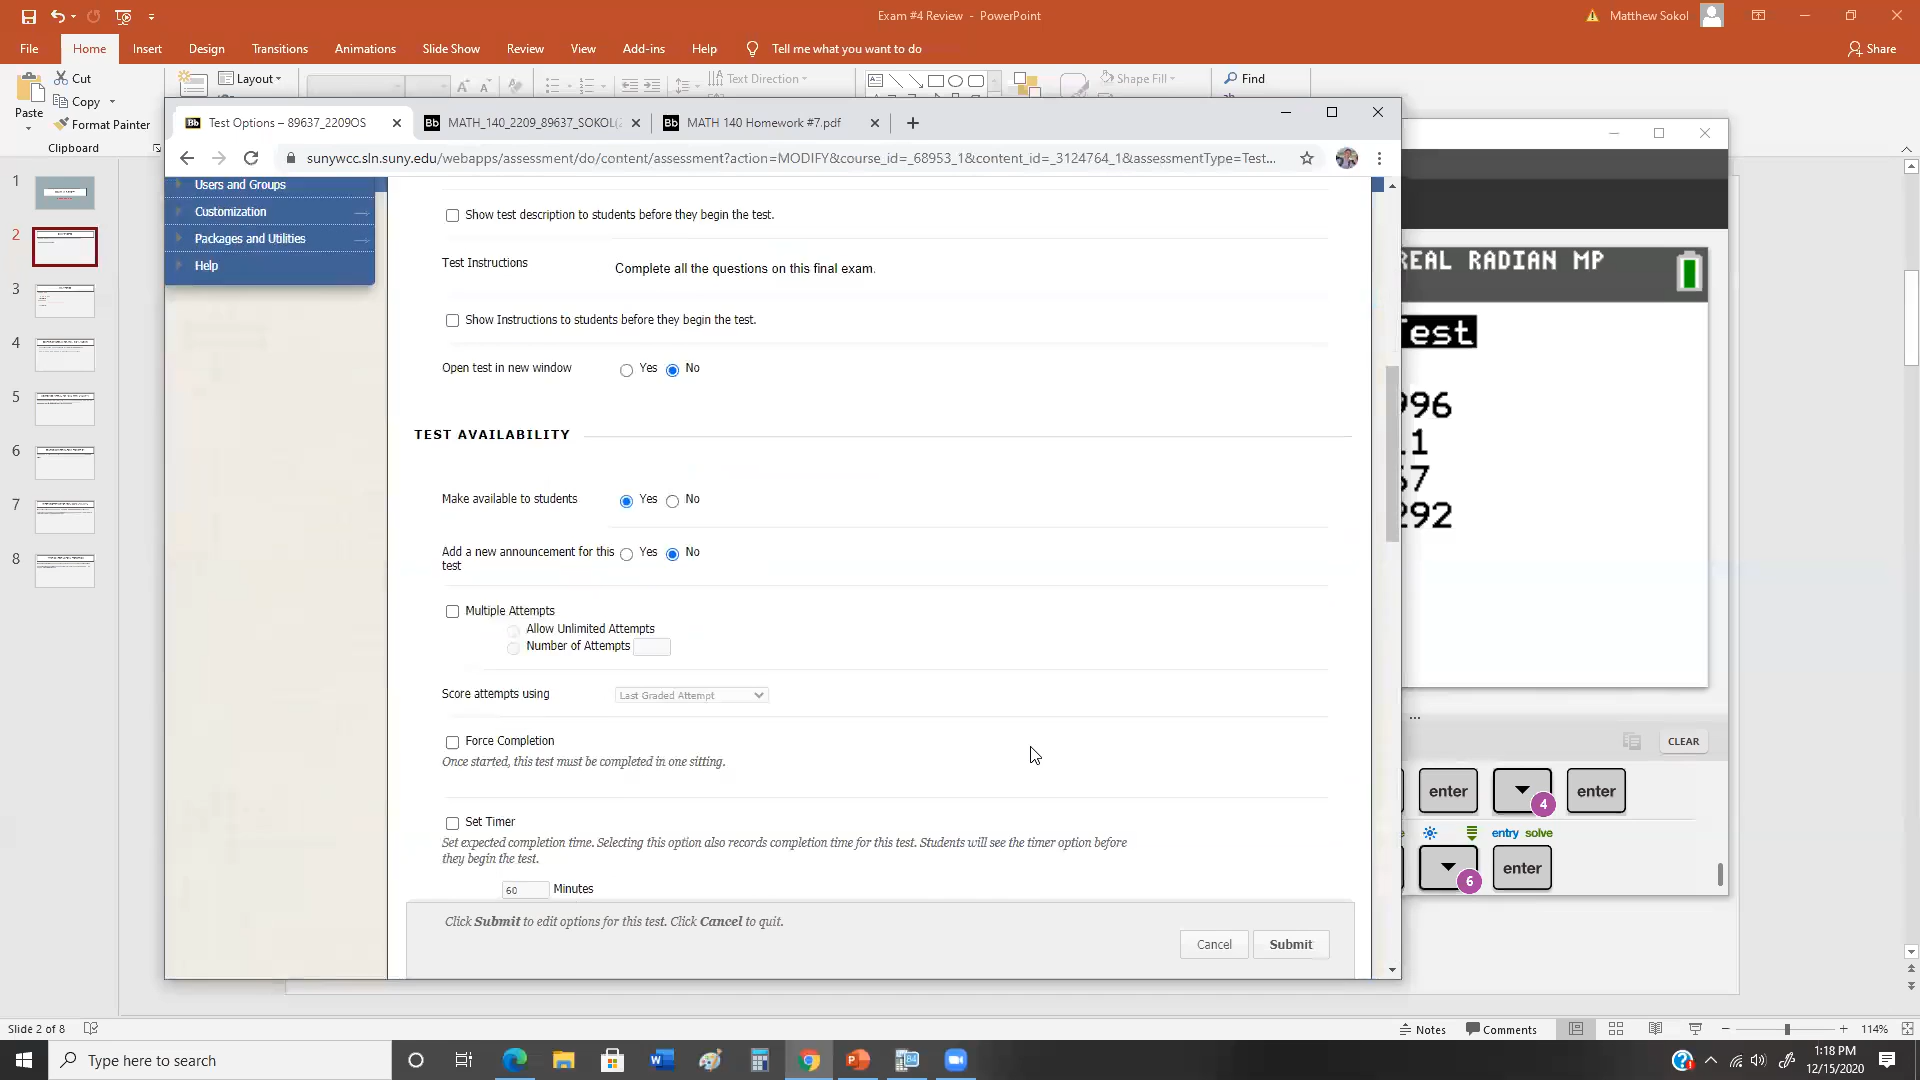 Exam #4 Review - PowerPoint
Matthew Sokol
File Home Insert Design Transitions Animations Slide Show Review View Add-ins Help Tell me what you want to do
Share
Paste
Cut
Copy
Format Painter
Clipboard
Layout
Text Direction
Shape Fill
Find
Test Options – 89637_2209OS
MATH_140_2209_89637_SOKOL(2
MATH 140 Homework #7.pdf
sunywcc.sln.suny.edu/webapps/assessment/do/content/assessment?action=MODIFY&course_id=_68953_1&content_id=_3124764_1&assessmentType=Test...
1
2
3
4
5
6
7
8
Users and Groups
Customization
Packages and Utilities
Help
Show test description to students before they begin the test.
Test Instructions
Complete all the questions on this final exam.
Show Instructions to students before they begin the test.
Open test in new window
Yes No
TEST AVAILABILITY
Make available to students
Yes No
Add a new announcement for this
test
Yes No
Multiple Attempts
Allow Unlimited Attempts
Number of Attempts
Score attempts using
Last Graded Attempt
Force Completion
Once started, this test must be completed in one sitting.
Set Timer
Set expected completion time. Selecting this option also records completion time for this test. Students will see the timer option before
they begin the test.
60 Minutes
Click Submit to edit options for this test. Click Cancel to quit.
Cancel Submit
REAL RADIAN MP
Test
996
11
57
292
...
CLEAR
enter 4 enter
entry solve
6 enter
Slide 2 of 8
Notes
Comments
114%
Type here to search
1:18 PM
12/15/2020